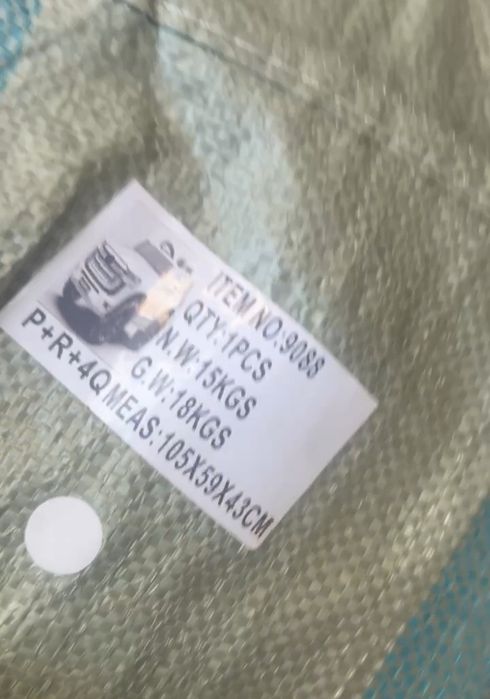 ITEM NO.:9088
QTY:1PCS
N.W:15KGS
G.W:18KGS
P+R+4Q MEAS:105X59X43CM